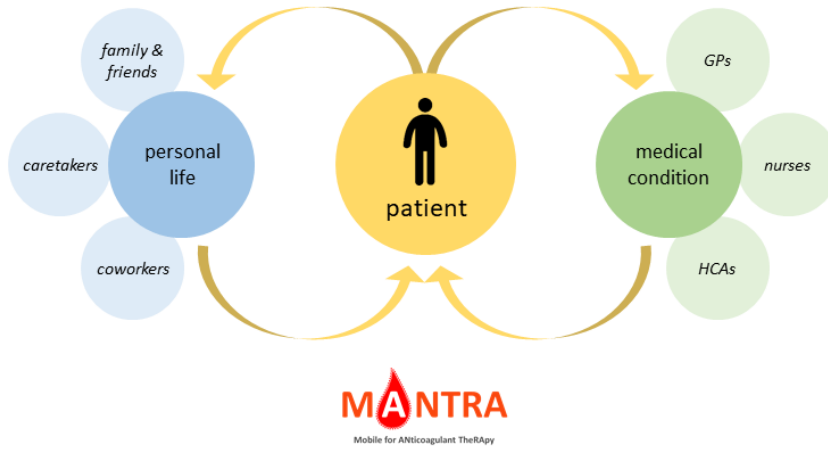 family &
friends
caretakers
coworkers
personal
life
patient
medical
condition
GPs
nurses
HCAs
MANTRA
Mobile for ANticoagulant TheRApy